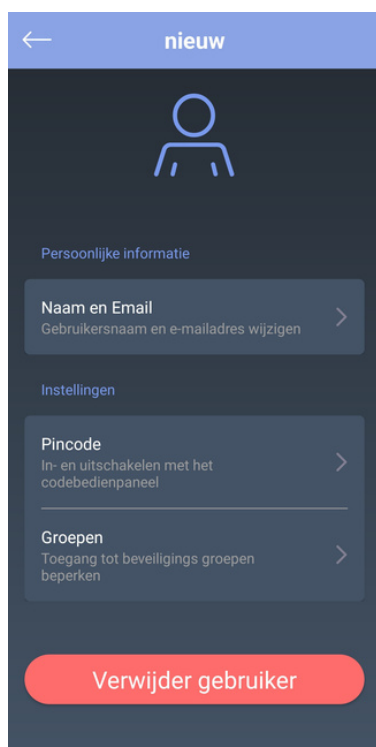 nieuw
Persoonlijke informatie
Naam en Email
Gebruikersnaam en e-mailadres wijzigen
Instellingen
Pincode
In- en uitschakelen met het
codebedienpaneel
Groepen
Toegang tot beveiligings groepen
beperken
Verwijder gebruiker